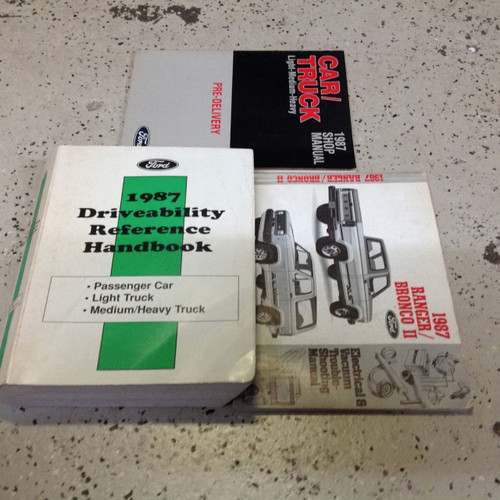 CAR/
TRUCK
Light-Medium-Heavy
1987
SHOP
MANUAL
PRE-DELIVERY
Ford
Ford
1987
Driveability
Reference
Handbook
• Passenger Car
• Light Truck
• Medium/Heavy Truck
1987 RANGER/BRONCO II
1987
RANGER/
BRONCO II
Ford
Electrical &
Vacuum
Trouble-
Shooting
Manual